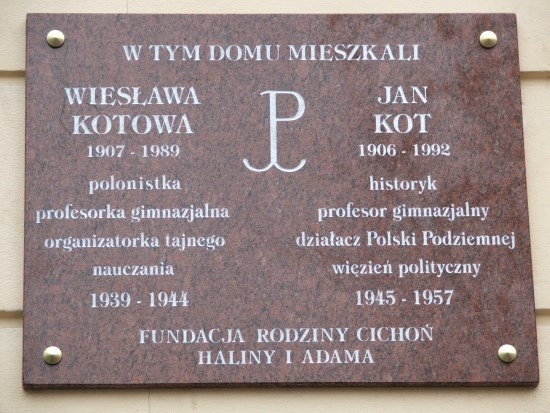 W TYM DOMU MIESZKALI
WIESŁAWA
KOTOWA
1907 - 1989
polonistka
profesorka gimnazjalna
organizatorka tajnego
nauczania
1939 - 1944
JAN
KOT
1906 - 1992
historyk
profesor gimnazjalny
działacz Polski Podziemnej
więzień polityczny
1945 - 1957
FUNDACJA RODZINY CICHOŃ
HALINY I ADAMA